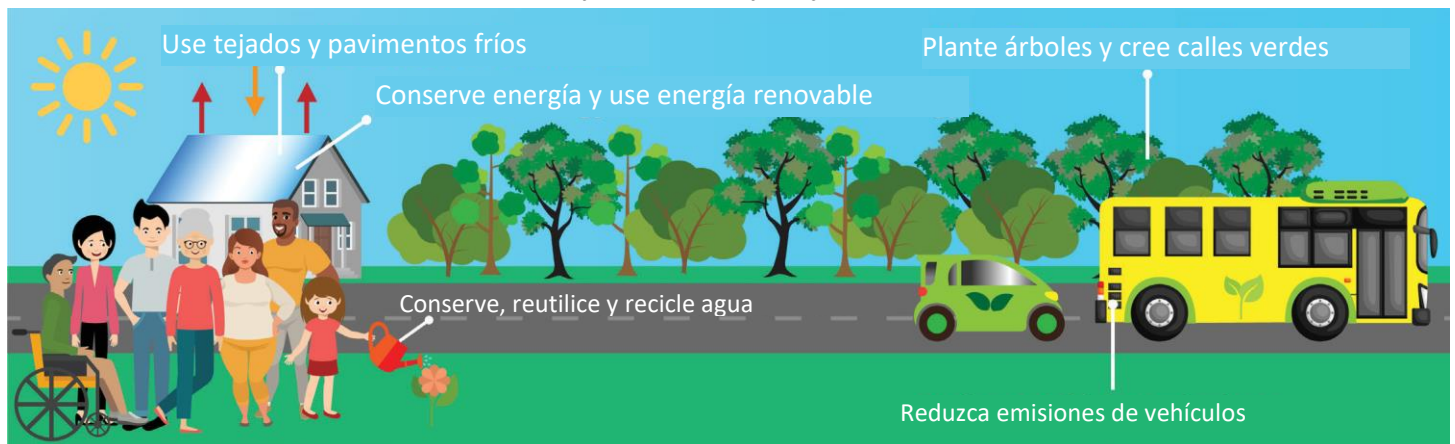 Use tejados y pavimentos fríos
Plante árboles y cree calles verdes
Conserve energía y use energía renovable
Conserve, reutilice y recicle agua
Reduzca emisiones de vehículos